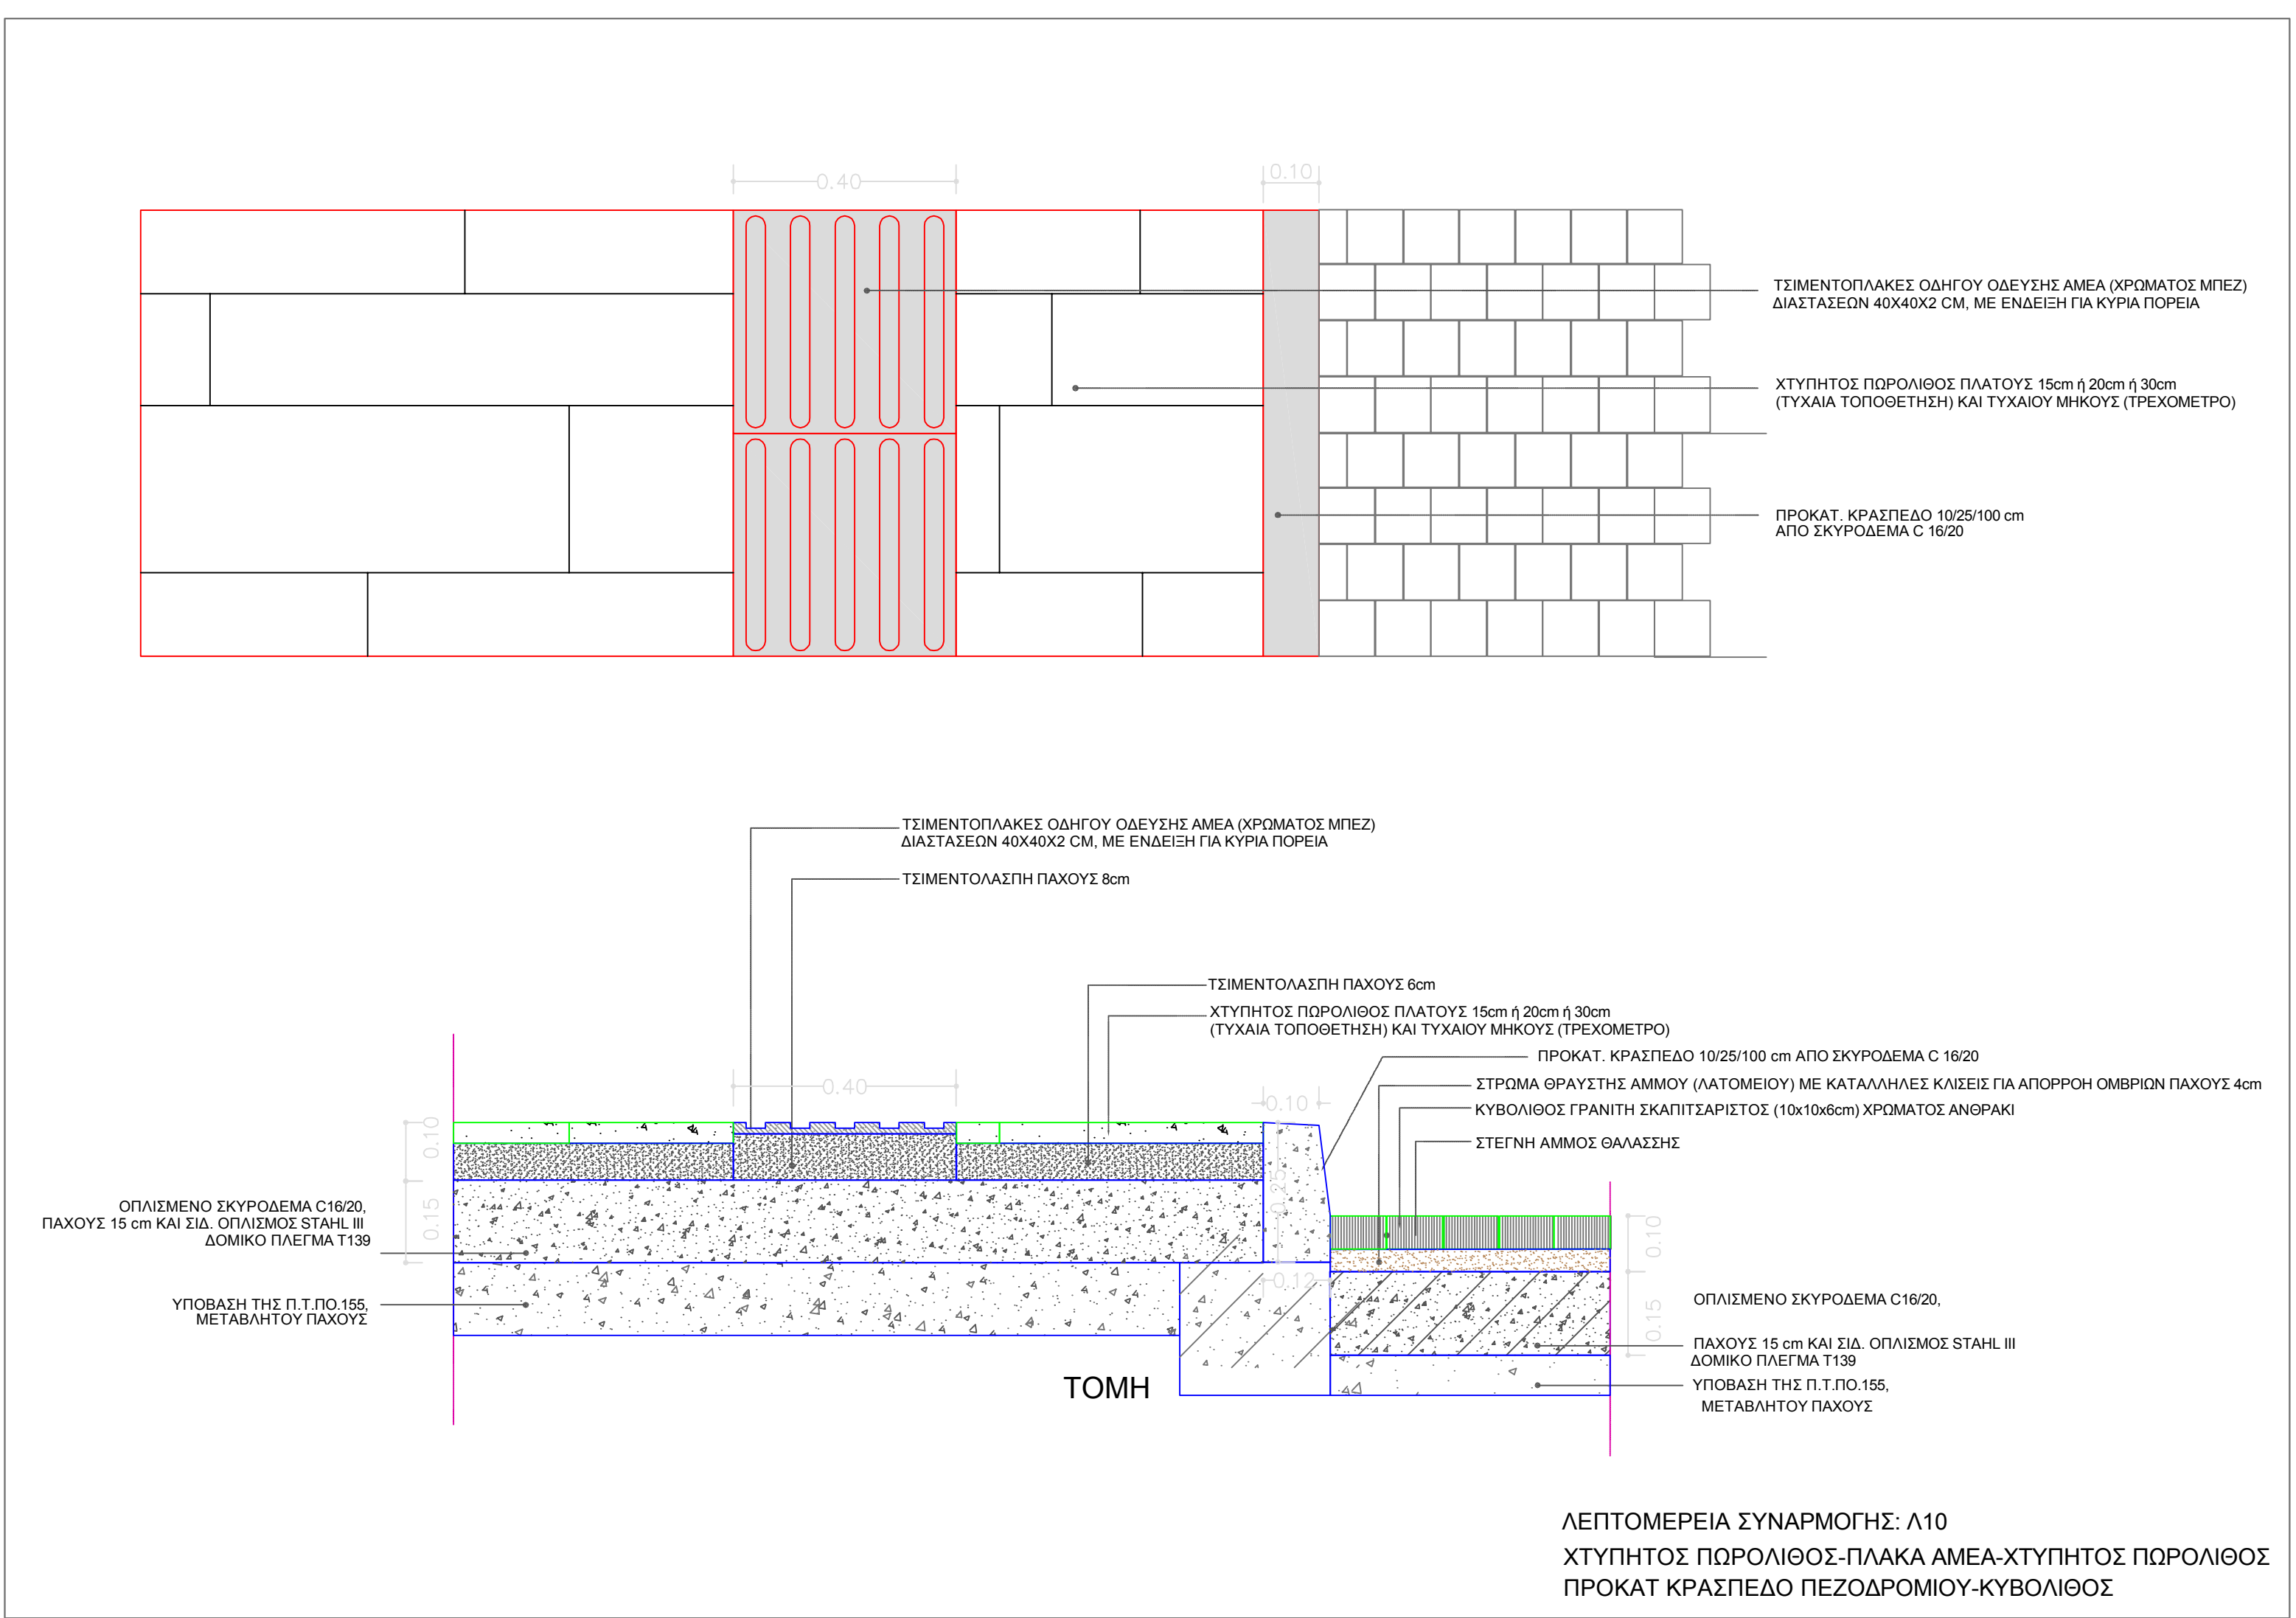 0.40
0.10
ΤΣΙΜΕΝΤΟΠΛΑΚΕΣ ΟΔΗΓΟΥ ΟΔΕΥΣΗΣ ΑΜΕΑ (ΧΡΩΜΑΤΟΣ ΜΠΕΖ)
ΔΙΑΣΤΑΣΕΩΝ 40Χ40Χ2 CM, ΜΕ ΕΝΔΕΙΞΗ ΓΙΑ ΚΥΡΙΑ ΠΟΡΕΙΑ
ΧΤΥΠΗΤΟΣ ΠΩΡΟΛΙΘΟΣ ΠΛΑΤΟΥΣ 15cm ή 20cm ή 30cm
(ΤΥΧΑΙΑ ΤΟΠΟΘΕΤΗΣΗ) ΚΑΙ ΤΥΧΑΙΟΥ ΜΗΚΟΥΣ (ΤΡΕΧΟΜΕΤΡΟ)
ΠΡΟΚΑΤ. ΚΡΑΣΠΕΔΟ 10/25/100 cm
ΑΠΟ ΣΚΥΡΟΔΕΜΑ C 16/20
ΤΣΙΜΕΝΤΟΠΛΑΚΕΣ ΟΔΗΓΟΥ ΟΔΕΥΣΗΣ ΑΜΕΑ (ΧΡΩΜΑΤΟΣ ΜΠΕΖ)
ΔΙΑΣΤΑΣΕΩΝ 40Χ40Χ2 CM, ΜΕ ΕΝΔΕΙΞΗ ΓΙΑ ΚΥΡΙΑ ΠΟΡΕΙΑ
ΤΣΙΜΕΝΤΟΛΑΣΠΗ ΠΑΧΟΥΣ 8cm
ΤΣΙΜΕΝΤΟΛΑΣΠΗ ΠΑΧΟΥΣ 6cm
ΧΤΥΠΗΤΟΣ ΠΩΡΟΛΙΘΟΣ ΠΛΑΤΟΥΣ 15cm ή 20cm ή 30cm
(ΤΥΧΑΙΑ ΤΟΠΟΘΕΤΗΣΗ) ΚΑΙ ΤΥΧΑΙΟΥ ΜΗΚΟΥΣ (ΤΡΕΧΟΜΕΤΡΟ)
ΠΡΟΚΑΤ. ΚΡΑΣΠΕΔΟ 10/25/100 cm ΑΠΟ ΣΚΥΡΟΔΕΜΑ C 16/20
ΣΤΡΩΜΑ ΘΡΑΥΣΤΗΣ ΑΜΜΟΥ (ΛΑΤΟΜΕΙΟΥ) ΜΕ ΚΑΤΑΛΛΗΛΕΣ ΚΛΙΣΕΙΣ ΓΙΑ ΑΠΟΡΡΟΗ ΟΜΒΡΙΩΝ ΠΑΧΟΥΣ 4cm
ΚΥΒΟΛΙΘΟΣ ΓΡΑΝΙΤΗ ΣΚΑΠΙΤΣΑΡΙΣΤΟΣ (10x10x6cm) ΧΡΩΜΑΤΟΣ ΑΝΘΡΑΚΙ
ΣΤΕΓΝΗ ΑΜΜΟΣ ΘΑΛΑΣΣΗΣ
0.40
0.10
0.10
0.15
0.25
0.12
0.10
0.15
ΟΠΛΙΣΜΕΝΟ ΣΚΥΡΟΔΕΜΑ C16/20,
ΠΑΧΟΥΣ 15 cm ΚΑΙ ΣΙΔ. ΟΠΛΙΣΜΟΣ STAHL III
ΔΟΜΙΚΟ ΠΛΕΓΜΑ Τ139
ΥΠΟΒΑΣΗ ΤΗΣ Π.Τ.ΠΟ.155,
ΜΕΤΑΒΛΗΤΟΥ ΠΑΧΟΥΣ
ΟΠΛΙΣΜΕΝΟ ΣΚΥΡΟΔΕΜΑ C16/20,
ΠΑΧΟΥΣ 15 cm ΚΑΙ ΣΙΔ. ΟΠΛΙΣΜΟΣ STAHL III
ΔΟΜΙΚΟ ΠΛΕΓΜΑ Τ139
ΥΠΟΒΑΣΗ ΤΗΣ Π.Τ.ΠΟ.155,
ΜΕΤΑΒΛΗΤΟΥ ΠΑΧΟΥΣ
ΤΟΜΗ
ΛΕΠΤΟΜΕΡΕΙΑ ΣΥΝΑΡΜΟΓΗΣ: Λ10
ΧΤΥΠΗΤΟΣ ΠΩΡΟΛΙΘΟΣ-ΠΛΑΚΑ ΑΜΕΑ-ΧΤΥΠΗΤΟΣ ΠΩΡΟΛΙΘΟΣ
ΠΡΟΚΑΤ ΚΡΑΣΠΕΔΟ ΠΕΖΟΔΡΟΜΙΟΥ-ΚΥΒΟΛΙΘΟΣ